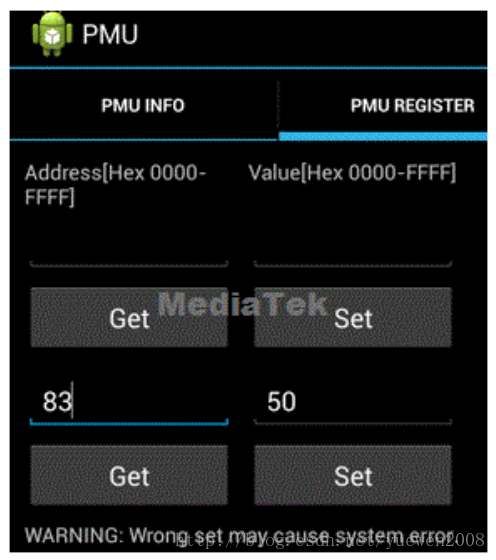 PMU
PMU INFO
PMU REGISTER
Address[Hex 0000-
FFFF]
Value[Hex 0000-FFFF]
MediaTek
Get
Set
83
50
Get
Set
WARNING: Wrong set may cause system error.
http://blog.csdn.net/yuewen2008